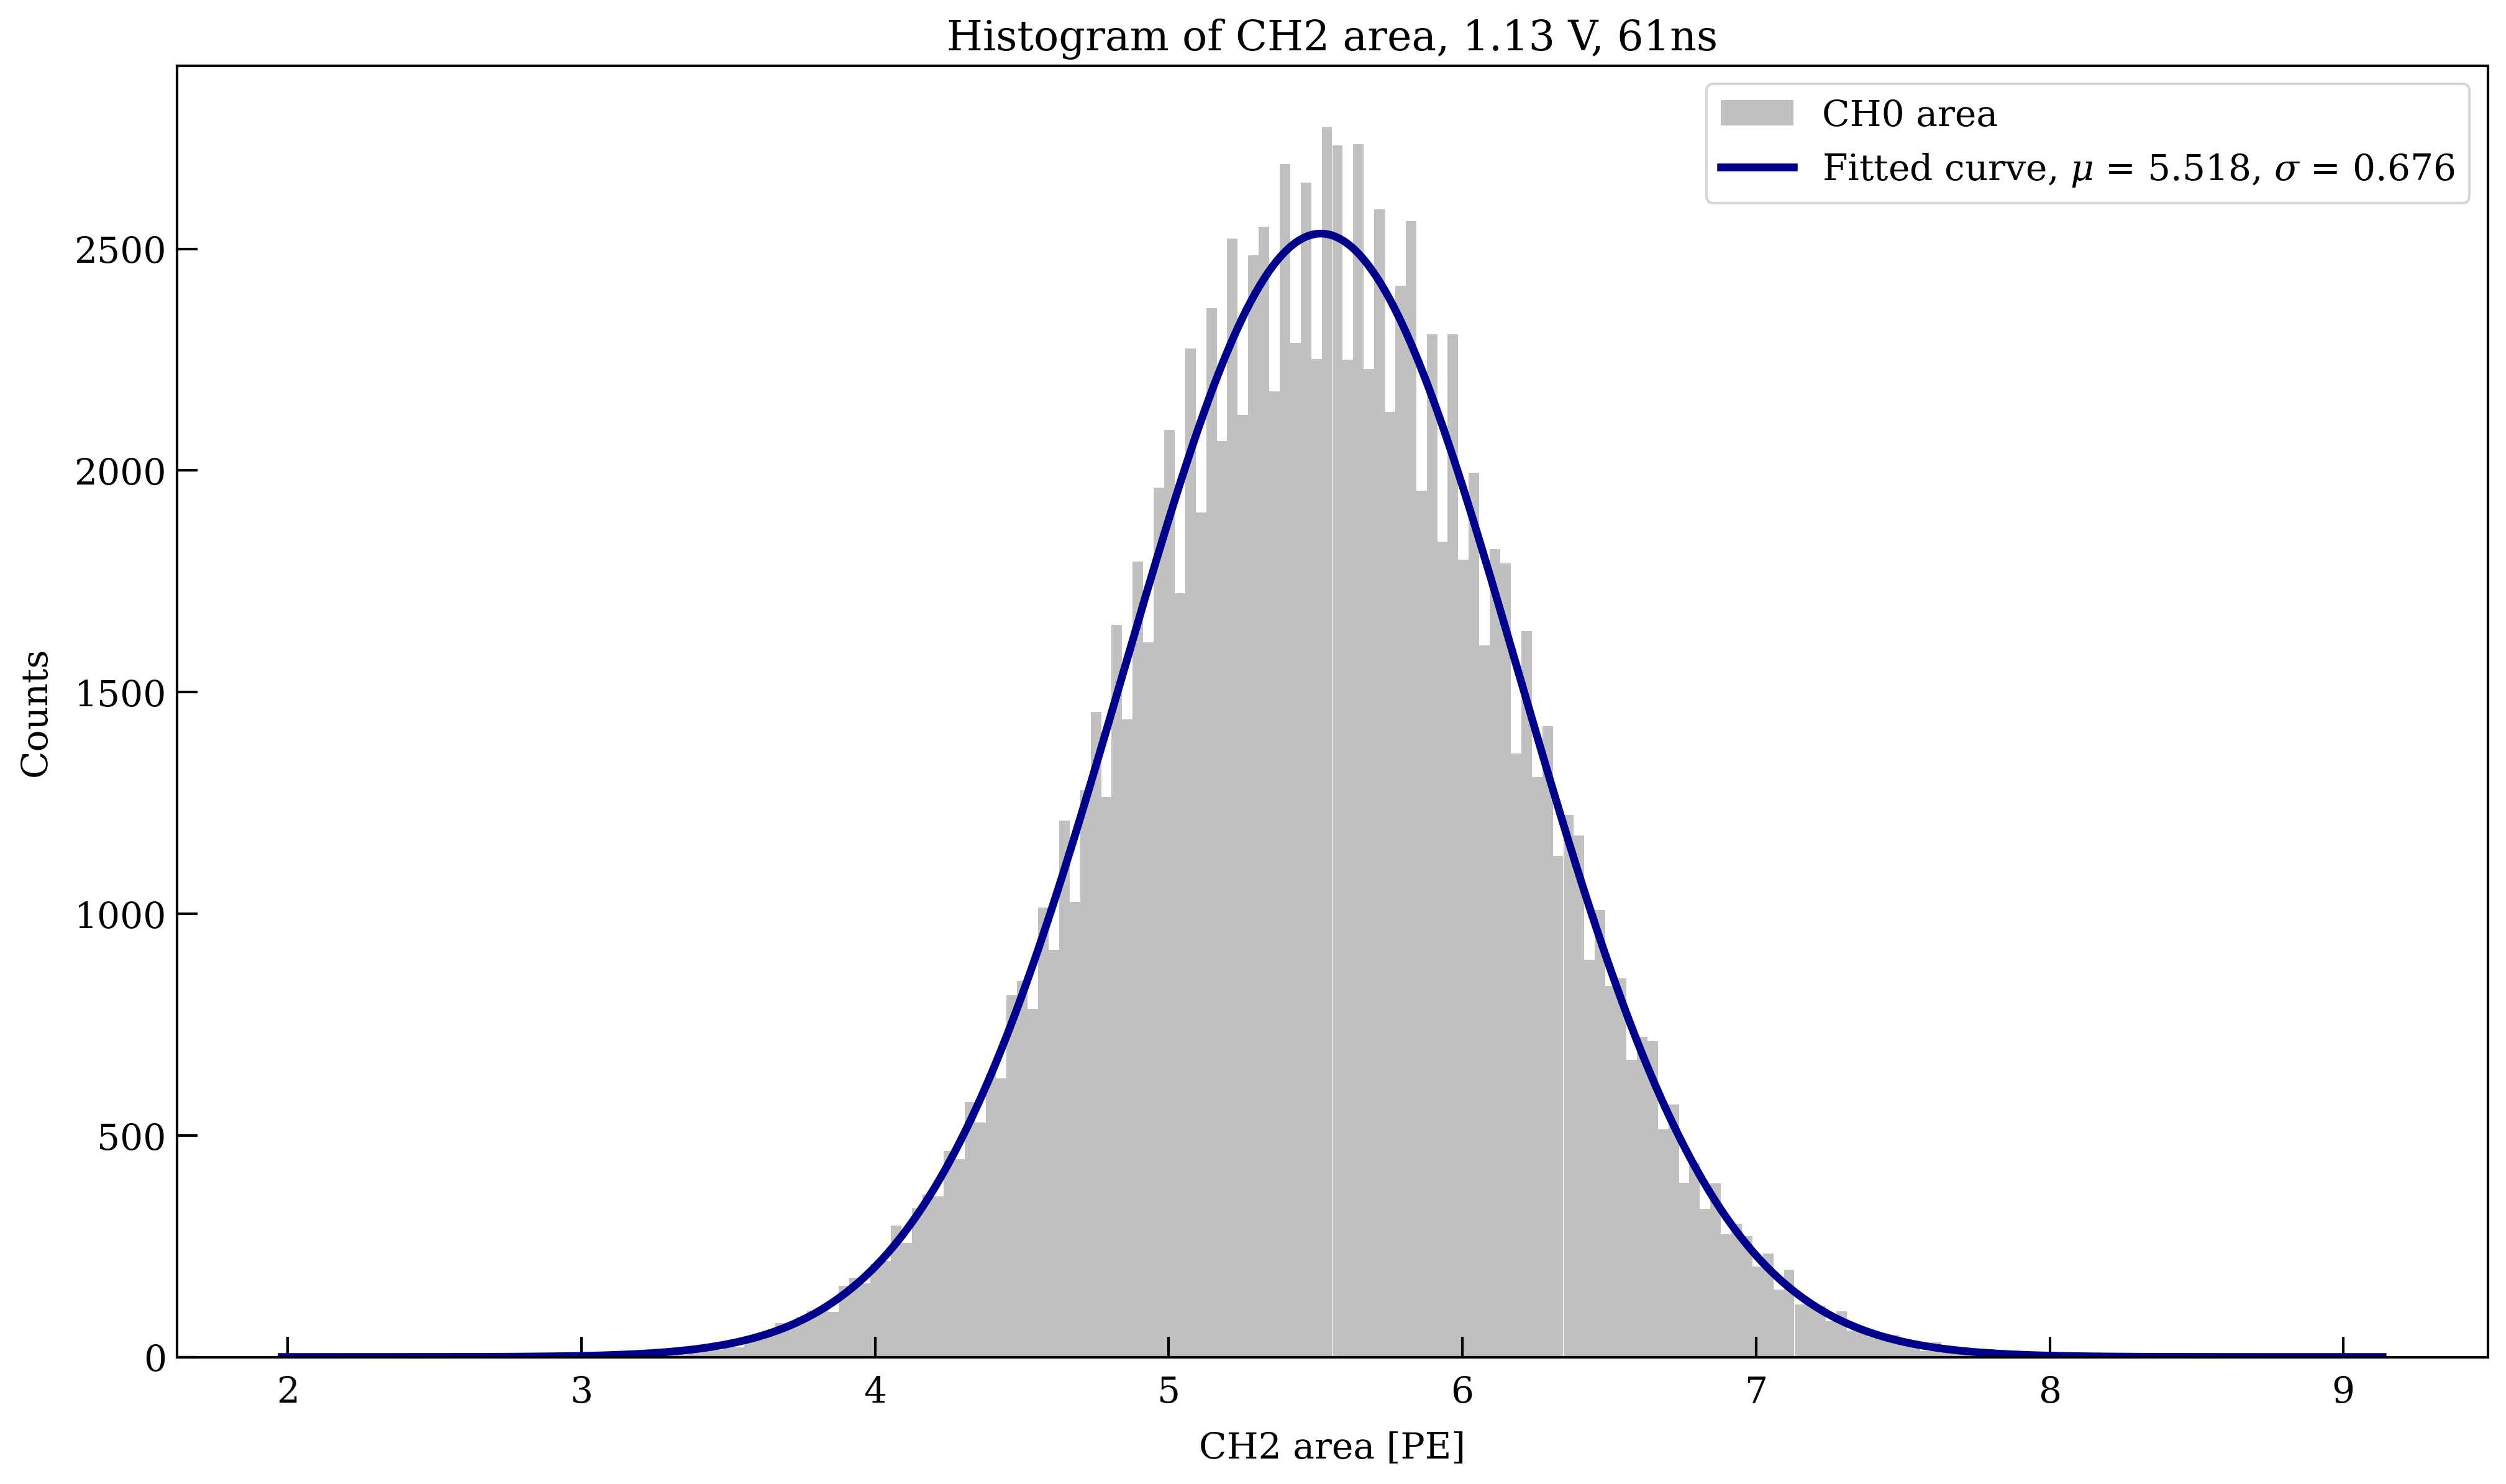 Histogram of CH2 area, 1.13 V, 61ns
CH0 area
Fitted curve, μ = 5.518, σ = 0.676
2500
2000
1500
1000
500
0
Counts
2 3 4 5 6 7 8 9
CH2 area [PE]